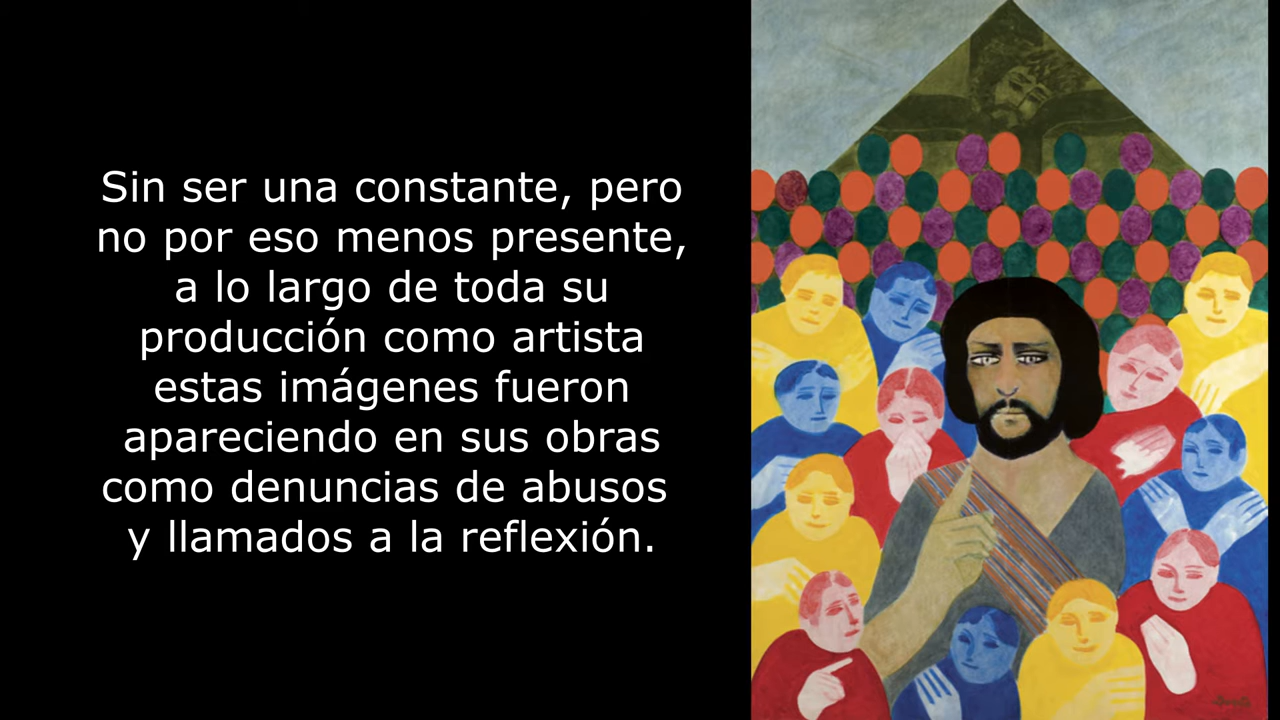 Sin ser una constante, pero
no por eso menos presente,
a lo largo de toda su
producción como artista
estas imágenes fueron
apareciendo en sus obras
como denuncias de abusos
y llamados a la reflexión.